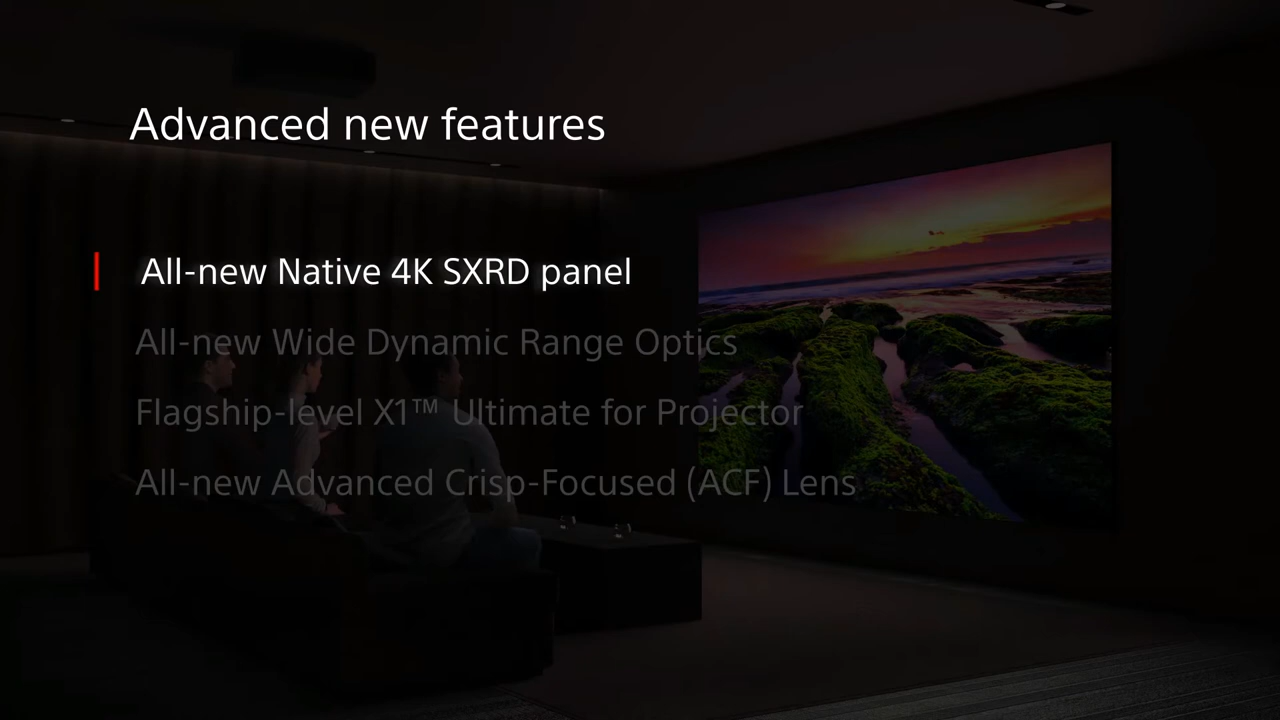 Advanced new features
All-new Native 4K SXRD panel
All-new Wide Dynamic Range Optics
Flagship-level X1™ Ultimate for Projector
All-new Advanced Crisp-Focused (ACF) Lens